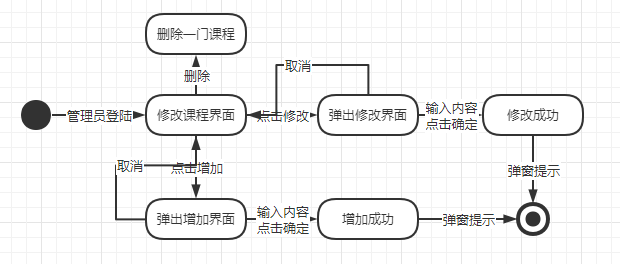 删除一门课程
取消
删除
管理员登陆
修改课程界面
点击修改
弹出修改界面
输入内容
点击确定
修改成功
取消
点击增加
弹窗提示
弹出增加界面
输入内容
点击确定
增加成功
弹窗提示